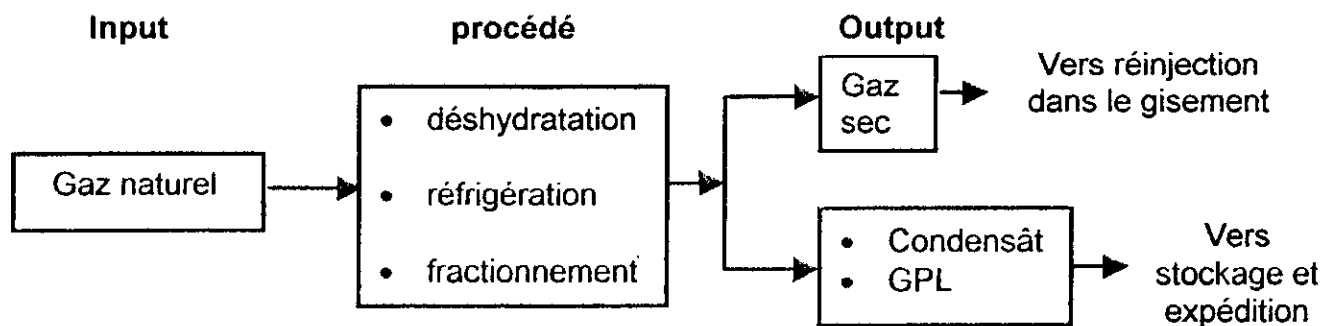 Input
procédé
Output
Gaz naturel
• déshydratation
• réfrigération
• fractionnement
Gaz
sec
Vers réinjection
dans le gisement
• Condensât
• GPL
Vers
stockage et
expédition